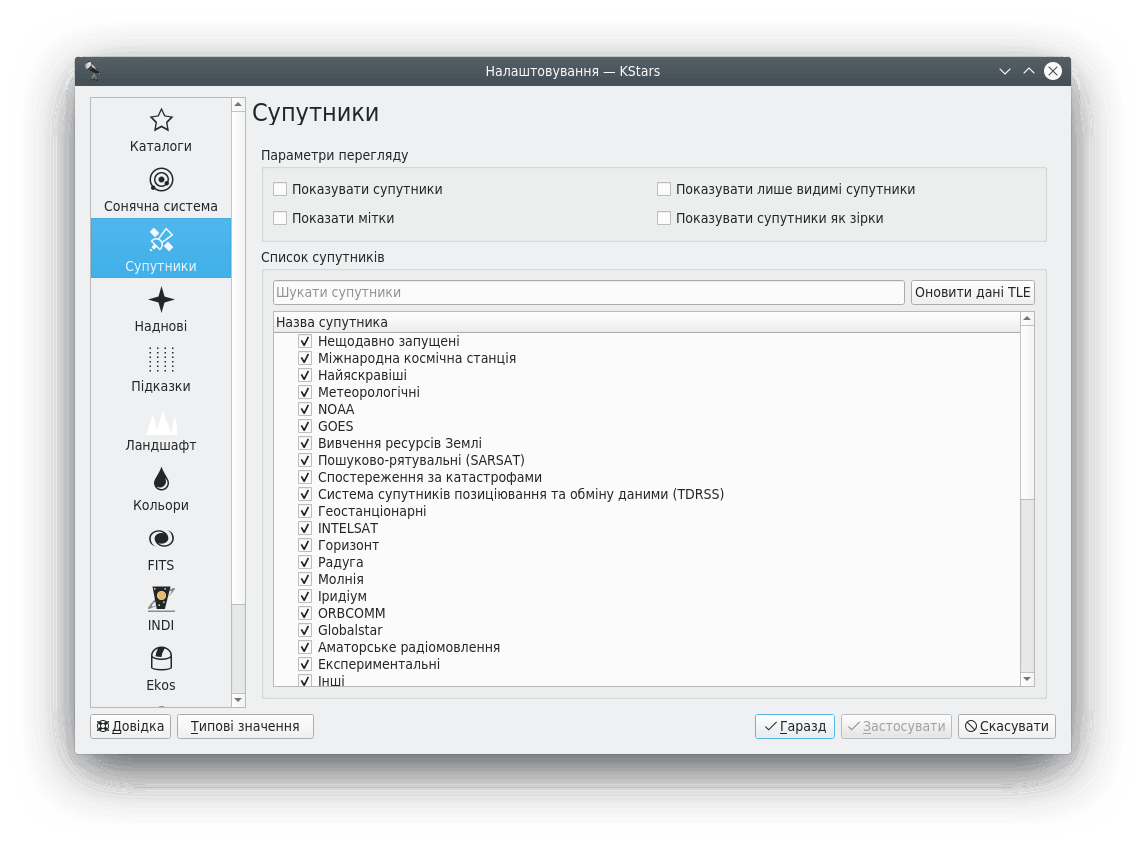 Налаштовування — KStars
Каталоги
Сонячна система
Супутники
Наднові
Підказки
Ландшафт
Кольори
FITS
INDI
Ekos
Супутники
Параметри перегляду
Показувати супутники
Показувати лише видимі супутники
Показати мітки
Показувати супутники як зірки
Список супутників
Шукати супутники
Оновити дані TLE
Назва супутника
Нещодавно запущені
Міжнародна космічна станція
Найяскравіші
Метеорологічні
NOAA
GOES
Вивчення ресурсів Землі
Пошуково-рятувальні (SARSAT)
Спостереження за катастрофами
Система супутників позиціювання та обміну даними (TDRSS)
Геостанціонарні
INTELSAT
Горизонт
Радуга
Молнія
Іридіум
ORBCOMM
Globalstar
Аматорське радіомовлення
Експериментальні
Інші
Довідка
Типові значення
Гаразд
Застосувати
Скасувати